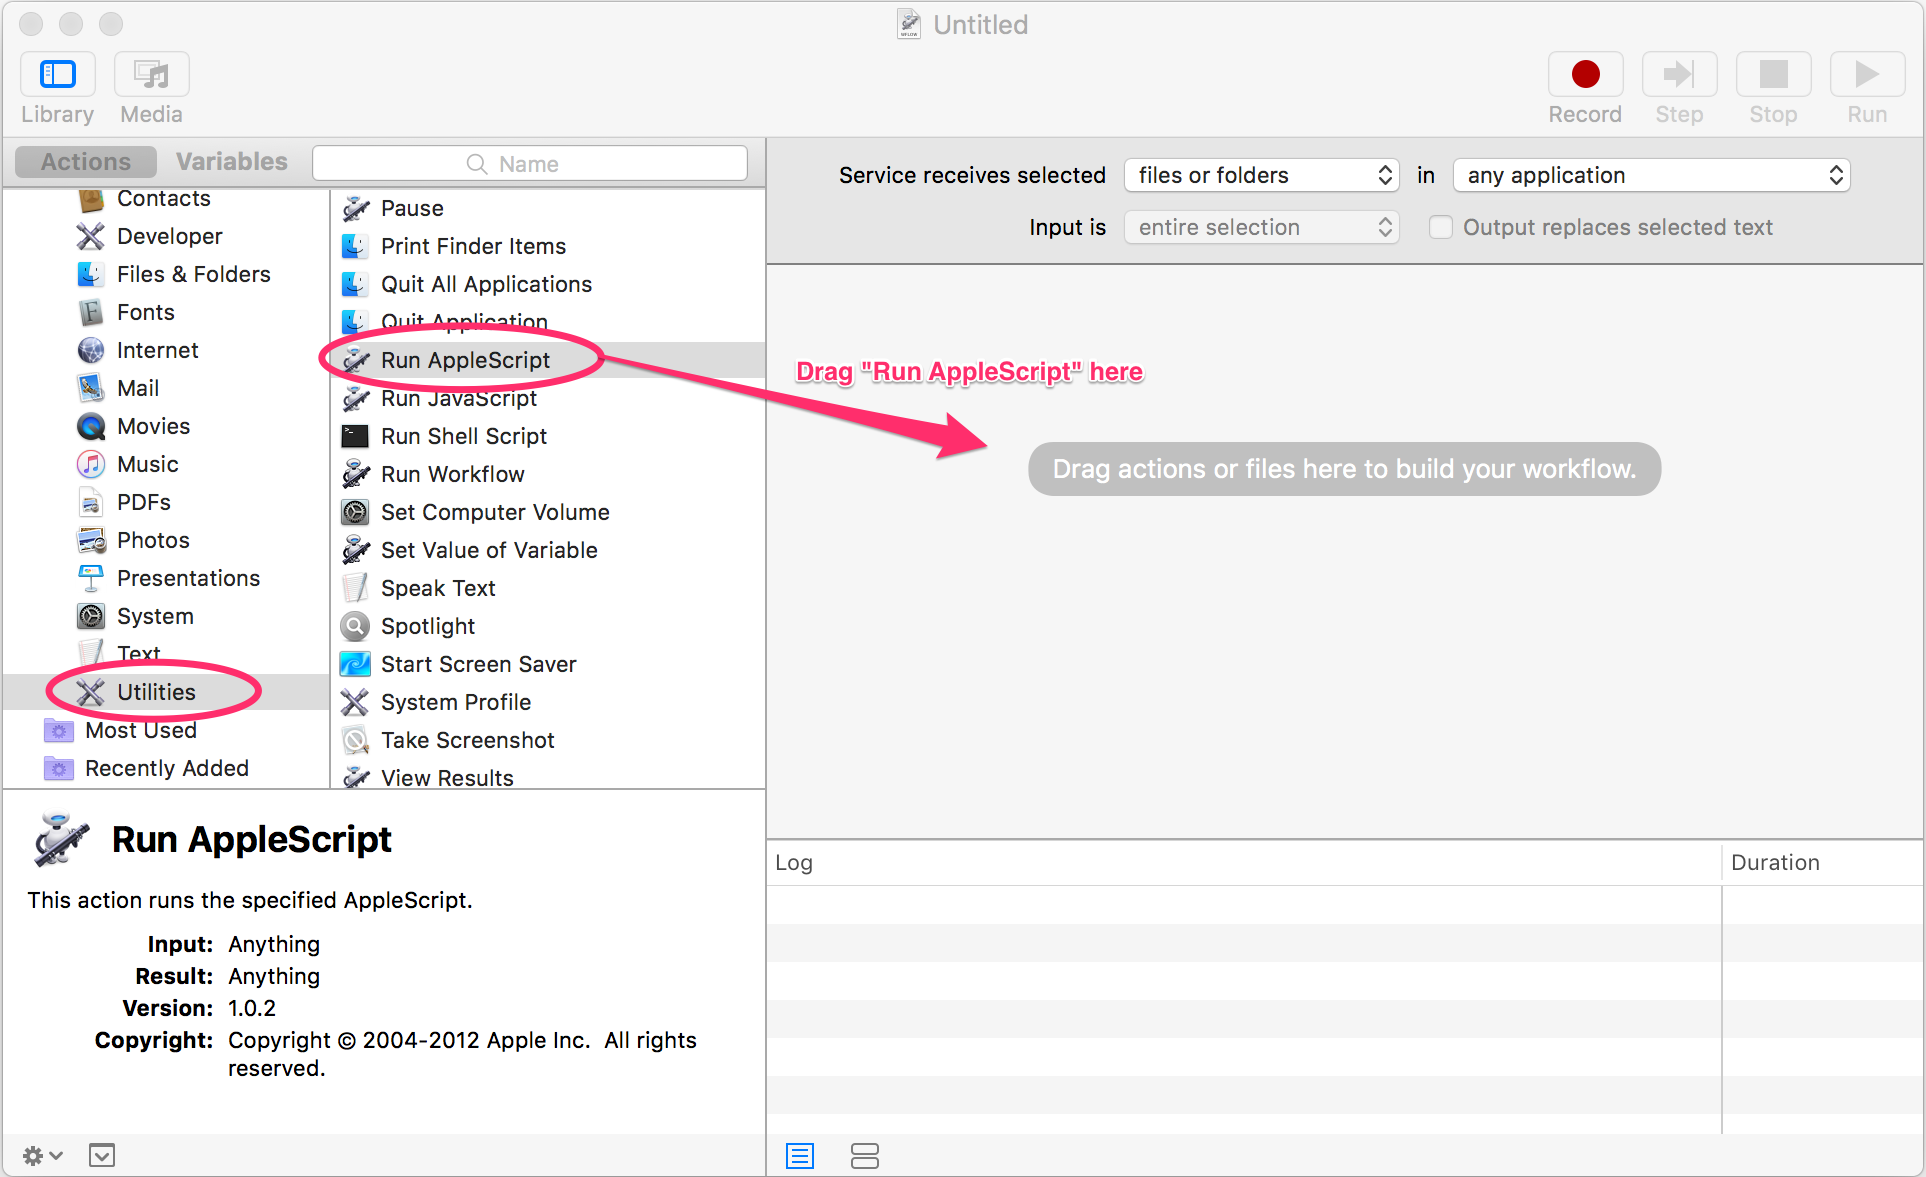 Untitled
Library
Media
Record
Step
Stop
Run
Actions
Variables
Name
Contacts
Developer
Files & Folders
Fonts
Internet
Mail
Movies
Music
PDFs
Photos
Presentations
System
Text
Utilities
Most Used
Recently Added
Pause
Print Finder Items
Quit All Applications
Quit Application
Run AppleScript
Run JavaScript
Run Shell Script
Run Workflow
Set Computer Volume
Set Value of Variable
Speak Text
Spotlight
Start Screen Saver
System Profile
Take Screenshot
View Results
Service receives selected files or folders in any application
Input is entire selection Output replaces selected text
Drag "Run AppleScript" here
Drag actions or files here to build your workflow.
Run AppleScript
This action runs the specified AppleScript.
Input: Anything
Result: Anything
Version: 1.0.2
Copyright: Copyright © 2004-2012 Apple Inc. All rights
reserved.
Log
Duration